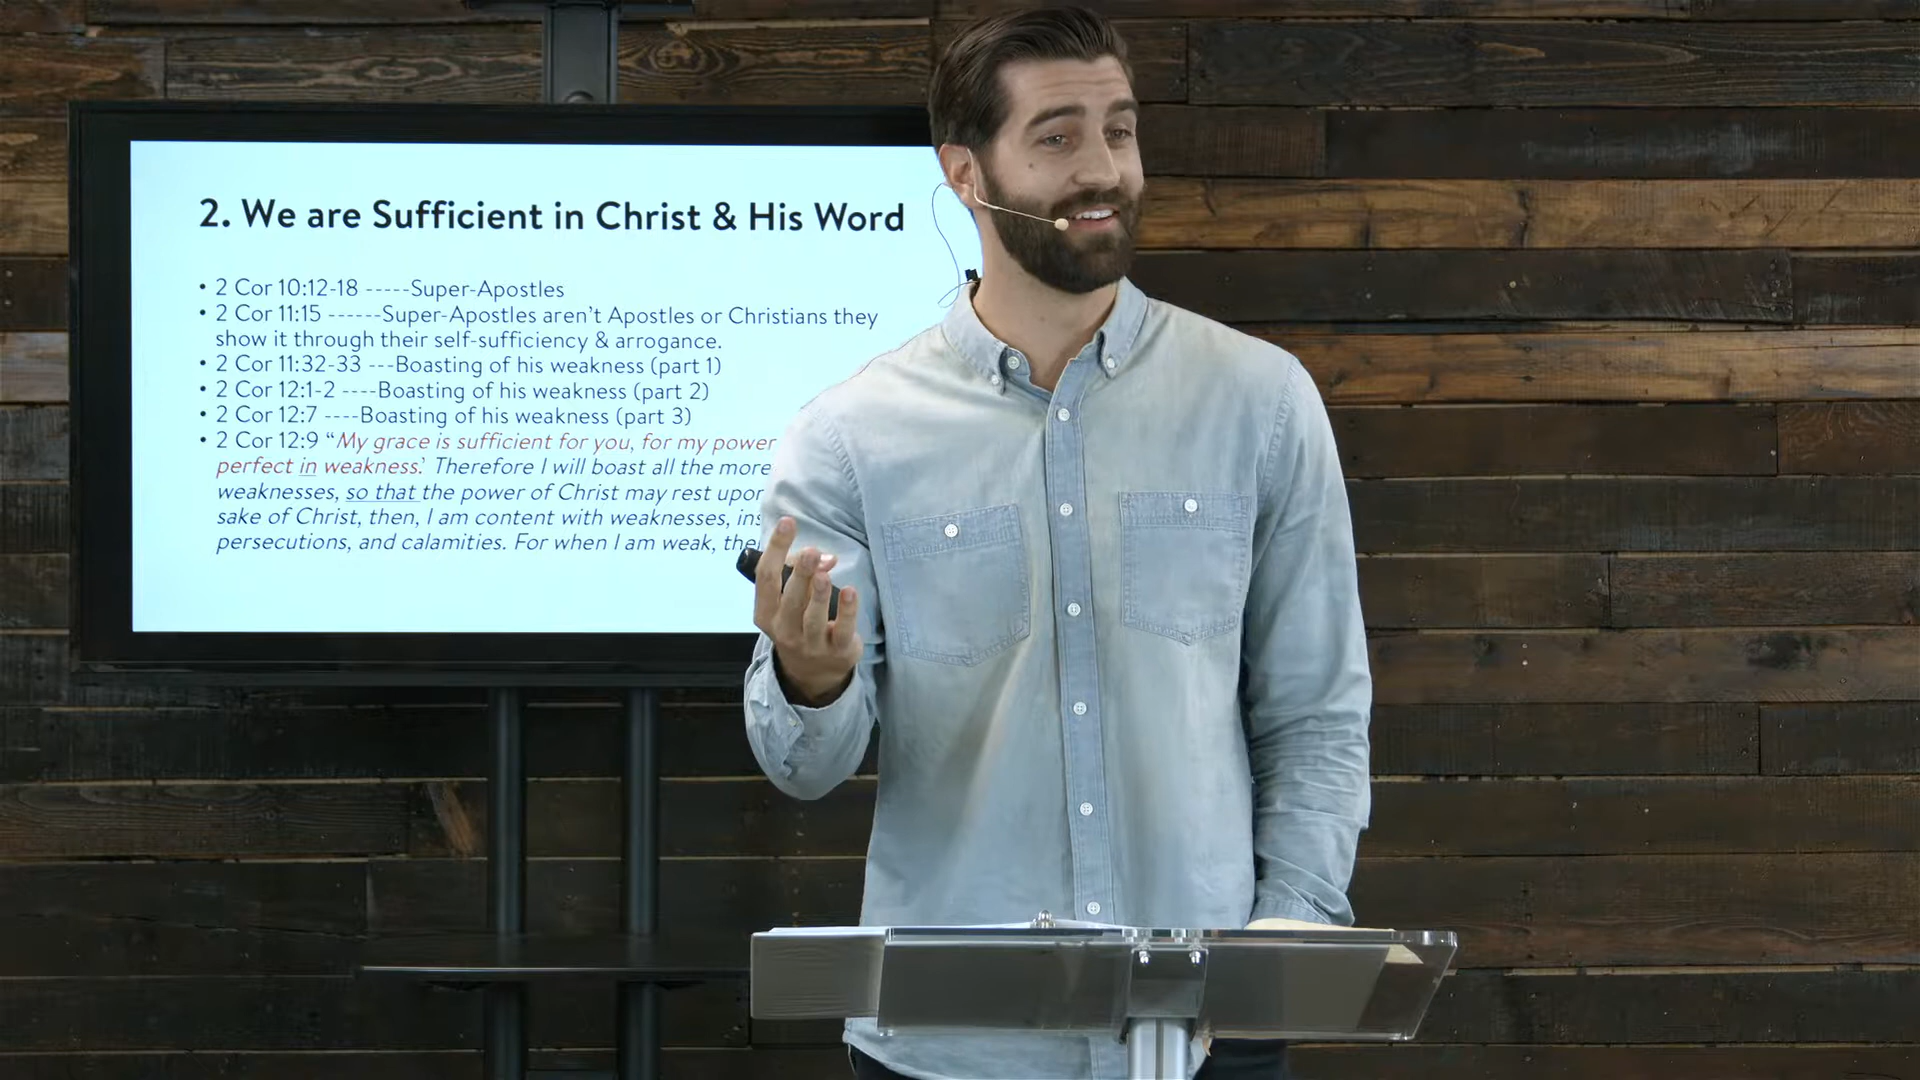 2. We are Sufficient in Christ & His Word
• 2 Cor 10:12-18 -----Super-Apostles
• 2 Cor 11:15 ------Super-Apostles aren't Apostles or Christians they
show it through their self-sufficiency & arrogance.
• 2 Cor 11:32-33 ---Boasting of his weakness (part 1)
• 2 Cor 12:1-2 ----Boasting of his weakness (part 2)
• 2 Cor 12:7 ----Boasting of his weakness (part 3)
• 2 Cor 12:9 “My grace is sufficient for you, for my power
perfect in weakness.’ Therefore I will boast all the more
weaknesses, so that the power of Christ may rest upon
sake of Christ, then, I am content with weaknesses,
persecutions, and calamities. For when I am weak,